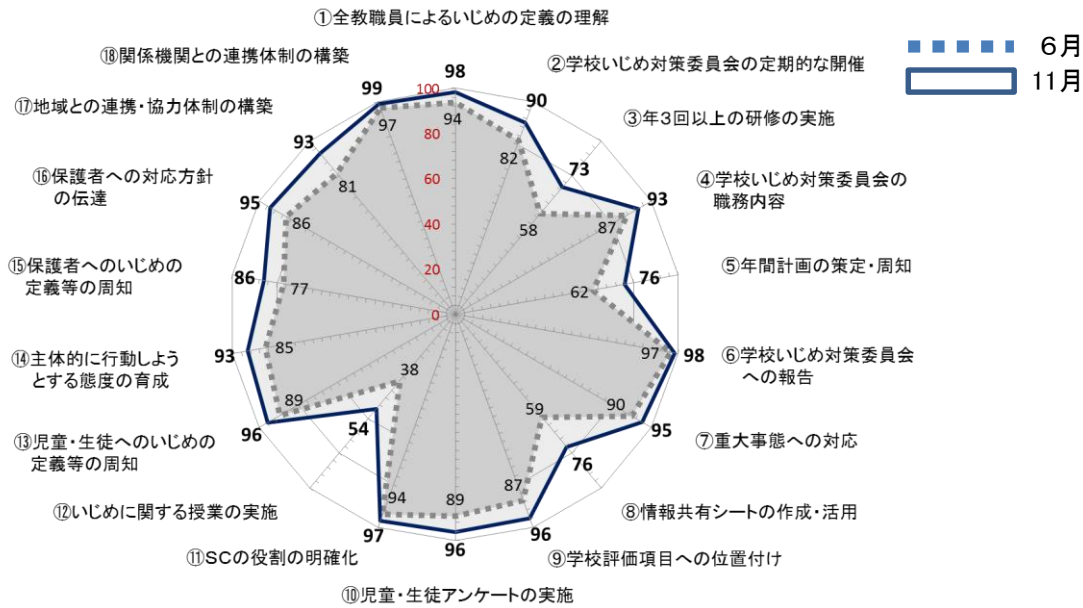 ①全教職員によるいじめの定義の理解
６月
11月
⑱関係機関との連携体制の構築
②学校いじめ対策委員会の定期的な開催
⑰地域との連携・協力体制の構築
③年３回以上の研修の実施
⑯保護者への対応方針
の伝達
④学校いじめ対策委員会の
職務内容
⑮保護者へのいじめの
定義等の周知
⑤年間計画の策定・周知
⑭主体的に行動しよう
とする態度の育成
⑥学校いじめ対策委員会
への報告
⑬児童・生徒へのいじめの
定義等の周知
⑦重大事態への対応
⑫いじめに関する授業の実施
⑧情報共有シートの作成・活用
⑪ＳＣの役割の明確化
⑨学校評価項目への位置付け
⑩児童・生徒アンケートの実施
100
80
60
40
20
0
98
90
73
93
76
98
95
76
96
96
97
54
96
93
86
95
93
99
94
82
58
87
62
97
90
59
87
89
94
38
89
85
77
86
81
97